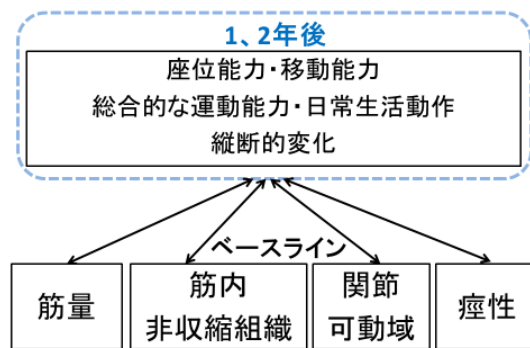 1、2年後
座位能力・移動能力
総合的な運動能力・日常生活動作
縦断的変化
ベースライン
筋量
筋内
非収縮組織
関節
可動域
痙性